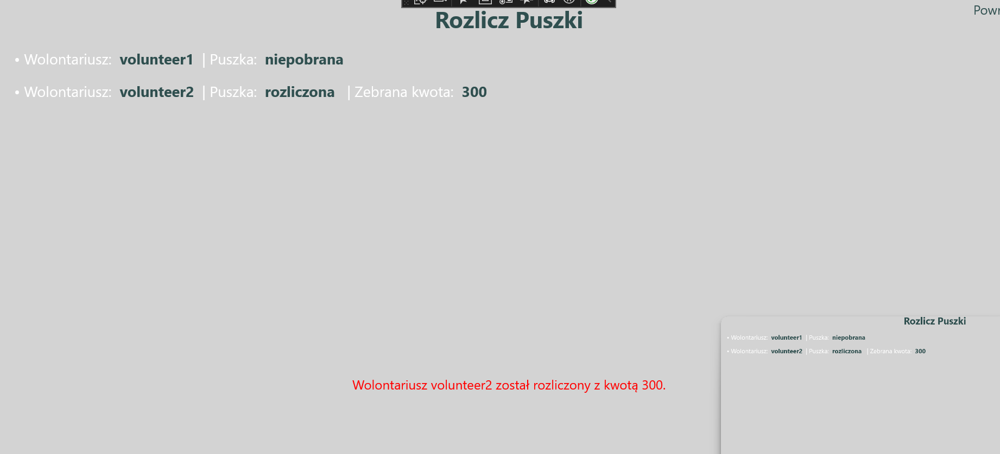 Rozlicz Puszki
• Wolontariusz: volunteer1 | Puszka: niepobrana
• Wolontariusz: volunteer2 | Puszka: rozliczona | Zebrana kwota: 300
Wolontariusz volunteer2 został rozliczony z kwotą 300.
Rozlicz Puszki
• Wolontariusz: volunteer1 | Puszka: niepobrana
• Wolontariusz: volunteer2 | Puszka: rozliczona | Zebrana kwota: 300